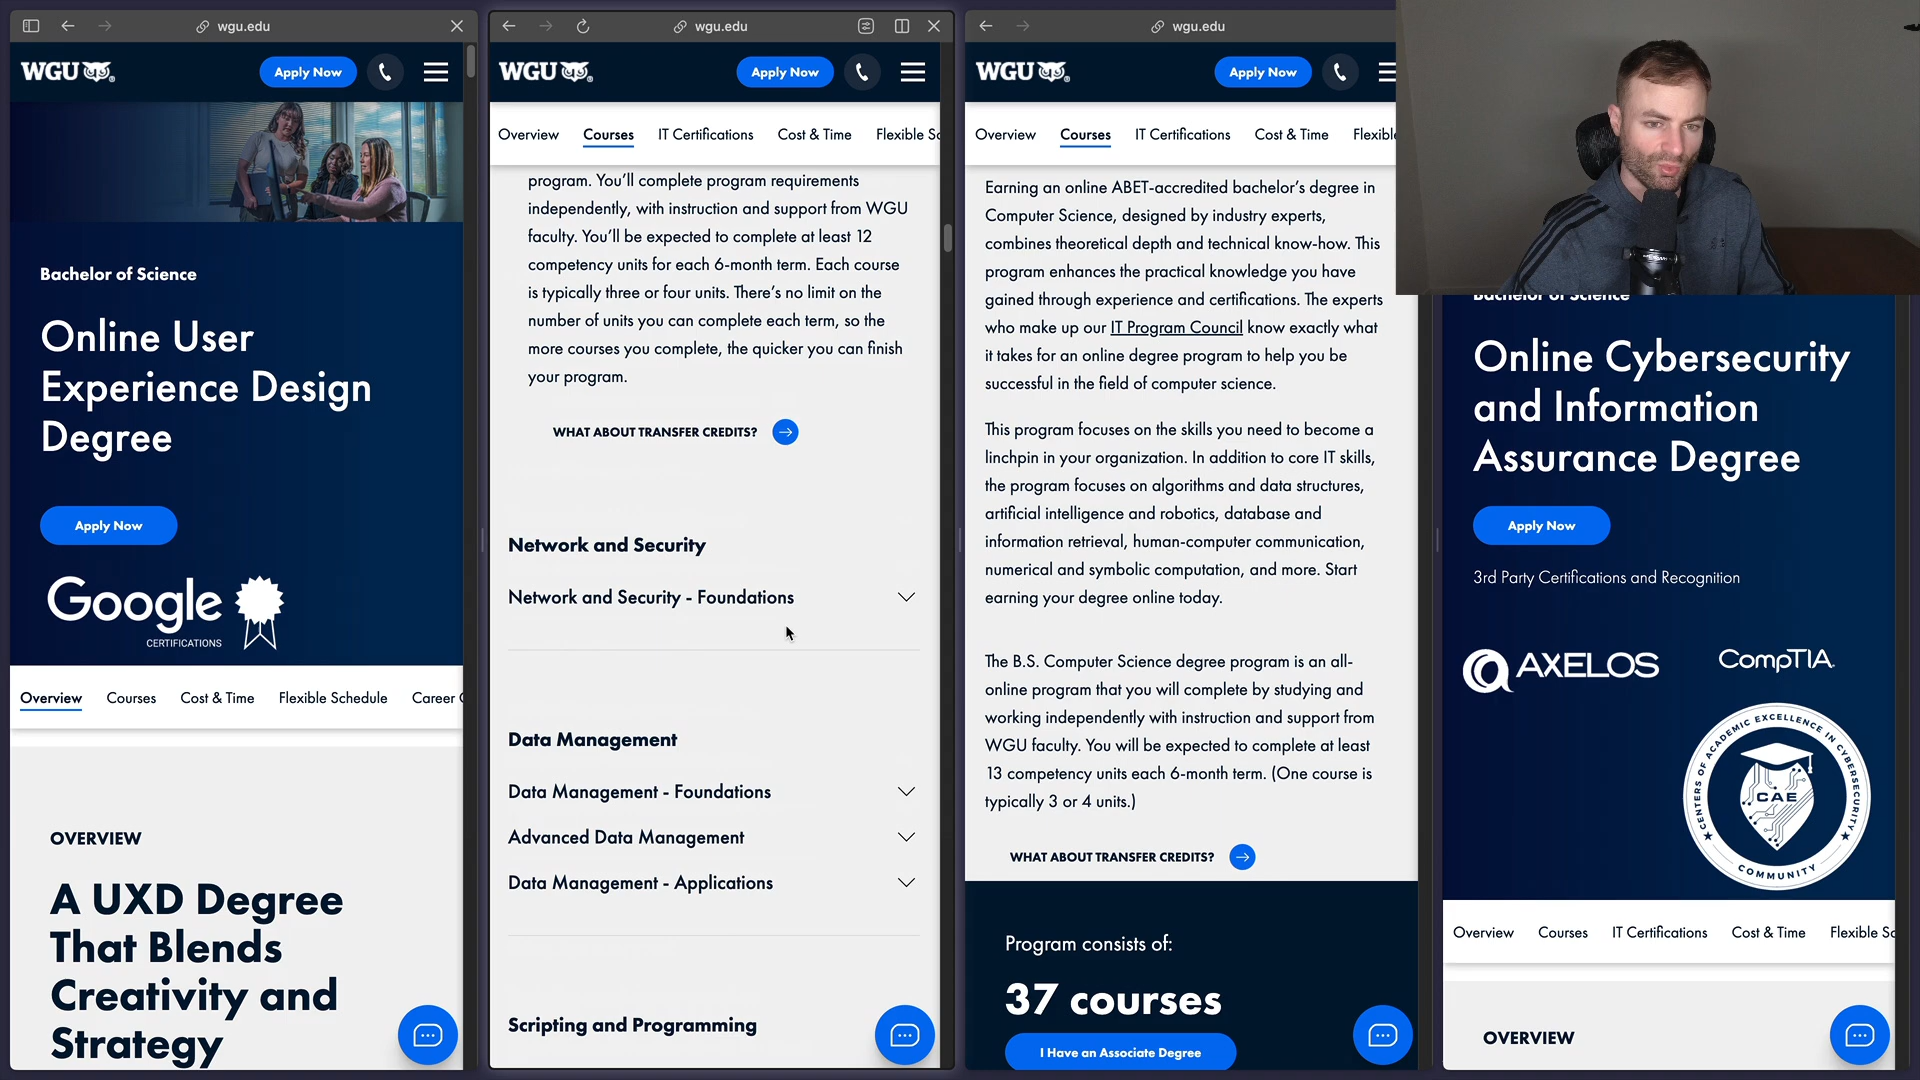 wgu.edu
WGU
Apply Now
Bachelor of Science
Online User
Experience Design
Degree
Apply Now
Google
CERTIFICATIONS
Overview Courses Cost & Time Flexible Schedule Career
OVERVIEW
A UXD Degree
That Blends
Creativity and
Strategy
wgu.edu
WGU
Apply Now
Overview Courses IT Certifications Cost & Time Flexible Sc
program. You’ll complete program requirements
independently, with instruction and support from WGU
faculty. You’ll be expected to complete at least 12
competency units for each 6-month term. Each course
is typically three or four units. There’s no limit on the
number of units you can complete each term, so the
more courses you complete, the quicker you can finish
your program.
WHAT ABOUT TRANSFER CREDITS?
Network and Security
Network and Security - Foundations
Data Management
Data Management - Foundations
Advanced Data Management
Data Management - Applications
Scripting and Programming
wgu.edu
WGU
Apply Now
Overview Courses IT Certifications Cost & Time Flexible
Earning an online ABET-accredited bachelor’s degree in
Computer Science, designed by industry experts,
combines theoretical depth and technical know-how. This
program enhances the practical knowledge you have
gained through experience and certifications. The experts
who make up our IT Program Council know exactly what
it takes for an online degree program to help you be
successful in the field of computer science.
This program focuses on the skills you need to become a
linchpin in your organization. In addition to core IT skills,
the program focuses on algorithms and data structures,
artificial intelligence and robotics, database and
information retrieval, human-computer communication,
numerical and symbolic computation, and more. Start
earning your degree online today.
The B.S. Computer Science degree program is an all-
online program that you will complete by studying and
working independently with instruction and support from
WGU faculty. You will be expected to complete at least
13 competency units each 6-month term. (One course is
typically 3 or 4 units.)
WHAT ABOUT TRANSFER CREDITS?
Program consists of:
37 courses
I Have an Associate Degree
Bachelor of Science
Online Cybersecurity
and Information
Assurance Degree
Apply Now
3rd Party Certifications and Recognition
AXELOS
CompTIA
CENTERS OF ACADEMIC EXCELLENCE IN CYBERSECURITY
CAE
COMMUNITY
Overview Courses IT Certifications Cost & Time Flexible Sc
OVERVIEW